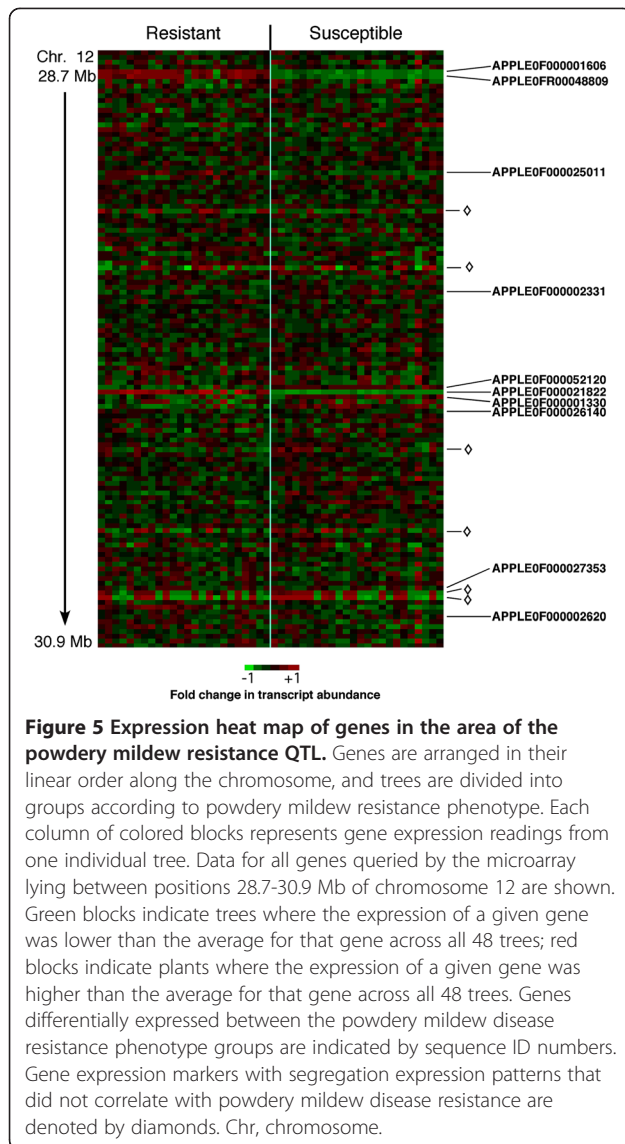 Resistant Susceptible
Chr. 12
28.7 Mb
APPLE0F000001606
APPLE0FR00048809
APPLE0F000025011
◊
◊
APPLE0F000002331
APPLE0F000052120
APPLE0F000021822
APPLE0F000001330
APPLE0F000026140
◊
◊
APPLE0F000027353
◊
◊
APPLE0F000002620
30.9 Mb
-1 +1
Fold change in transcript abundance
Figure 5 Expression heat map of genes in the area of the
powdery mildew resistance QTL. Genes are arranged in their
linear order along the chromosome, and trees are divided into
groups according to powdery mildew resistance phenotype. Each
column of colored blocks represents gene expression readings from
one individual tree. Data for all genes queried by the microarray
lying between positions 28.7-30.9 Mb of chromosome 12 are shown.
Green blocks indicate trees where the expression of a given gene
was lower than the average for that gene across all 48 trees; red
blocks indicate plants where the expression of a given gene was
higher than the average for that gene across all 48 trees. Genes
differentially expressed between the powdery mildew disease
resistance phenotype groups are indicated by sequence ID numbers.
Gene expression markers with segregation expression patterns that
did not correlate with powdery mildew disease resistance are
denoted by diamonds. Chr, chromosome.